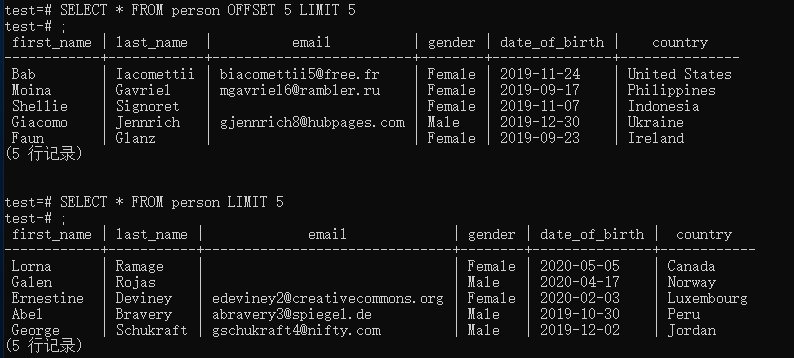 test=# SELECT * FROM person OFFSET 5 LIMIT 5
test-# ;
 first_name | last_name |         email          | gender | date_of_birth |    country
------------+-----------+------------------------+--------+---------------+---------------
 Bab        | Iacomettii | biacomettii5@free.fr   | Female | 2019-11-24    | United States
 Moina      | Gavriel   | mgavriel6@rambler.ru   | Female | 2019-09-17    | Philippines
 Shellie    | Signoret  |                        | Female | 2019-11-07    | Indonesia
 Giacomo    | Jennrich  | gjennrich8@hubpages.com | Male   | 2019-12-30    | Ukraine
 Faun       | Glanz     |                        | Female | 2019-09-23    | Ireland
(5 行记录)
test=# SELECT * FROM person LIMIT 5
test-# ;
 first_name | last_name |            email            | gender | date_of_birth |  country
------------+-----------+-----------------------------+--------+---------------+------------
 Lorna      | Ramage    |                             | Female | 2020-05-05    | Canada
 Galen      | Rojas     |                             | Male   | 2020-04-17    | Norway
 Ernestine  | Deviney   | edeviney2@creativecommons.org | Female | 2020-02-03    | Luxembourg
 Abel       | Bravery   | abravery3@spiegel.de        | Male   | 2019-10-30    | Peru
 George     | Schukraft | gschukraft4@nifty.com       | Male   | 2019-12-02    | Jordan
(5 行记录)